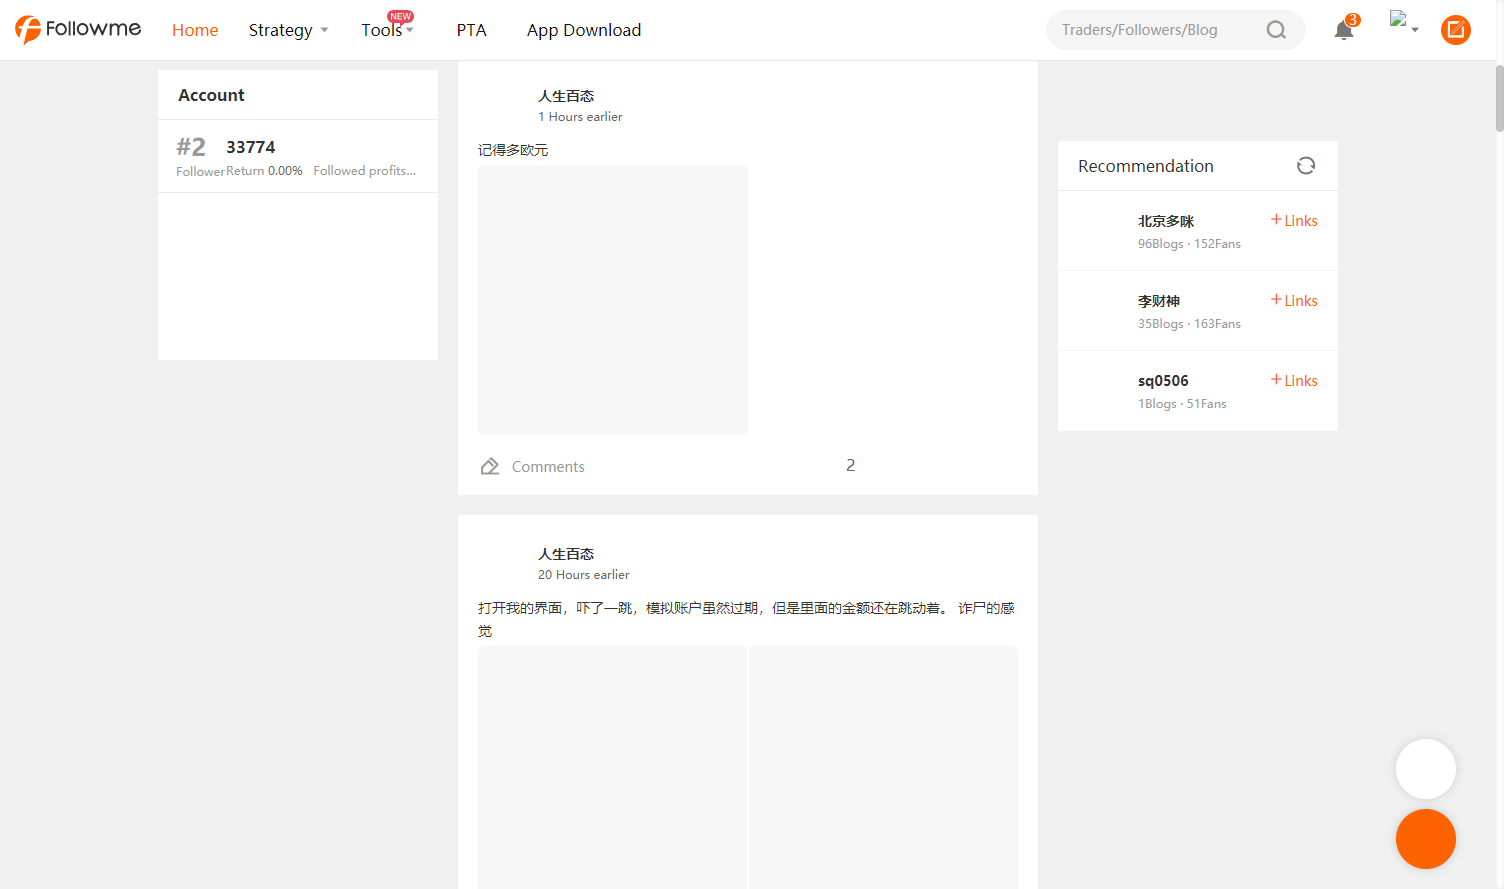 Followme
Home
Strategy
Tools
NEW
PTA
App Download
Traders/Followers/Blog
3
Account
#2
33774
Follower
Return 0.00%
Followed profits...
人生百态
1 Hours earlier
记得多欧元
Comments
2
人生百态
20 Hours earlier
打开我的界面，吓了一跳，模拟账户虽然过期，但是里面的金额还在跳动着。 诈尸的感
觉
Recommendation
北京多咪
+Links
96Blogs · 152Fans
李财神
+Links
35Blogs · 163Fans
sq0506
+Links
1Blogs · 51Fans